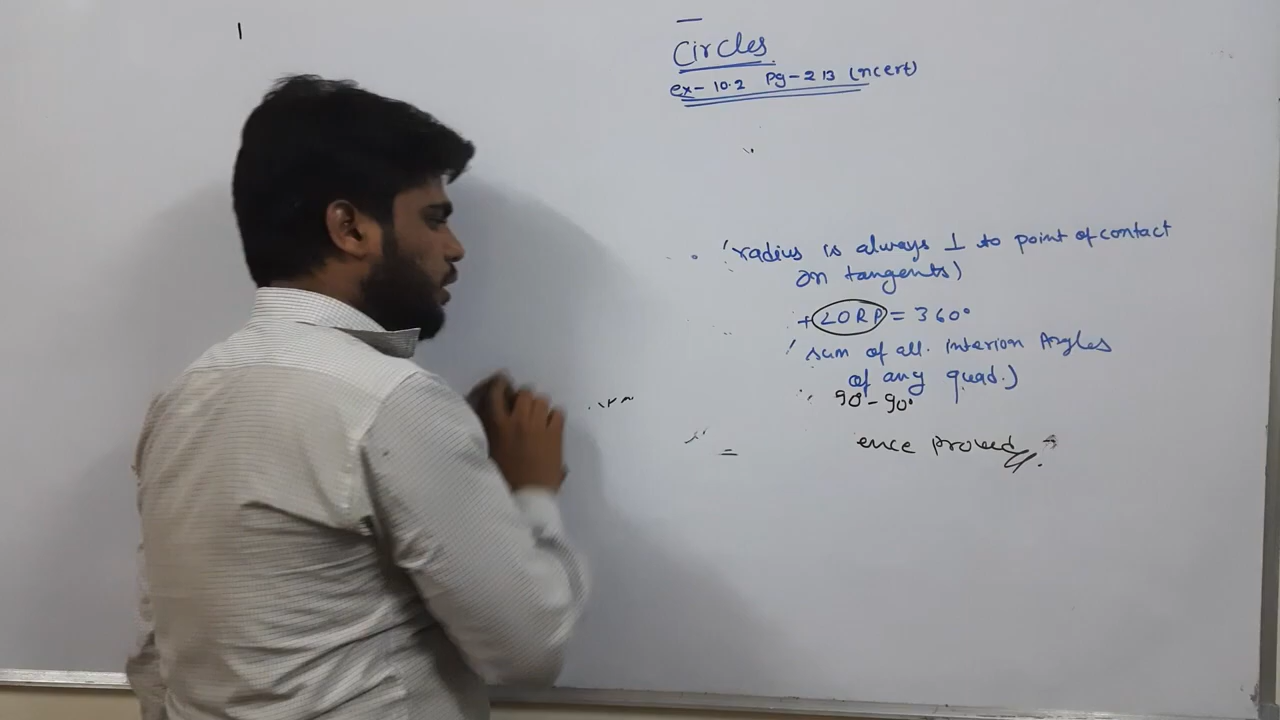 Circles
ex- 10.2 Pg-213 (ncert)
radius is always ⊥ to point of contact
on tangents)
+ ∠ORP = 360°
sum of all. interior Angles
of any quad.)
90° - 90°
=
ence proved